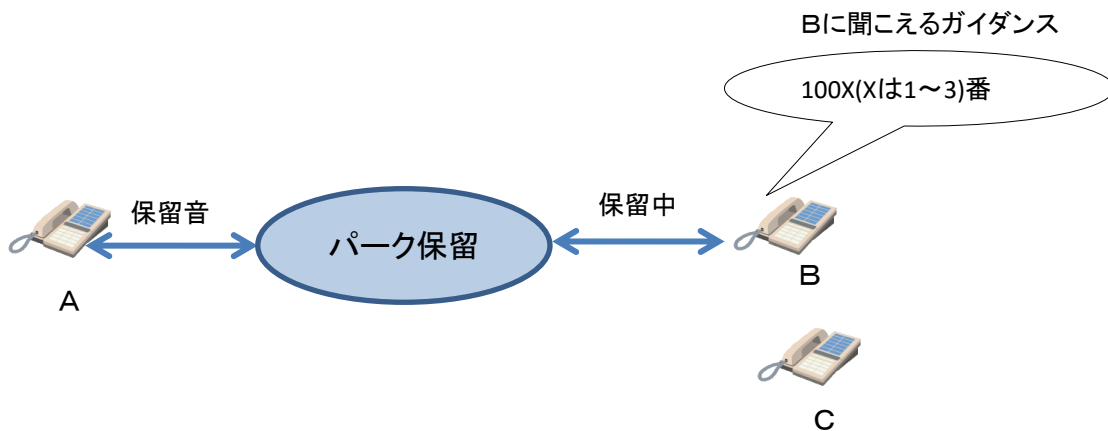 Ｂに聞こえるガイダンス
100X(Xは1～3)番
保留音
パーク保留
保留中
Ａ
Ｂ
Ｃ